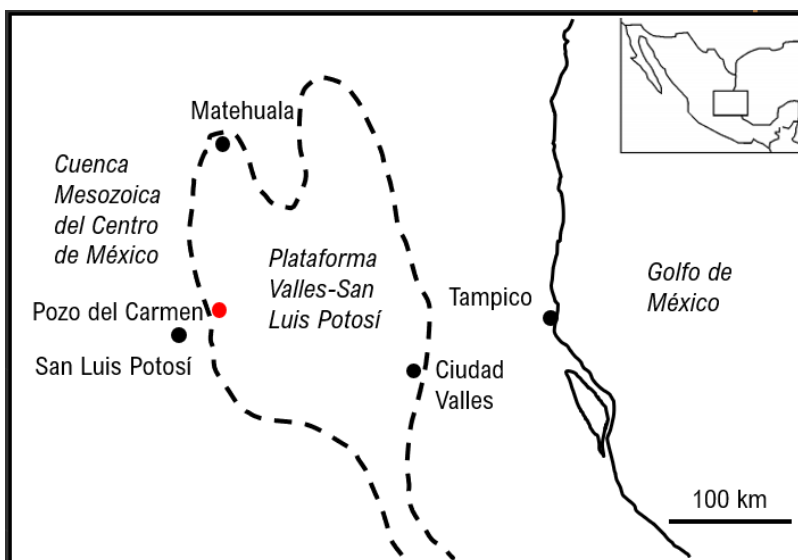 Matehuala
Cuenca
Mesozoica
del Centro
de México
Plataforma
Valles-San
Luis Potosí
Golfo de
México
Tampico
Pozo del Carmen
San Luis Potosí
Ciudad
Valles
100 km